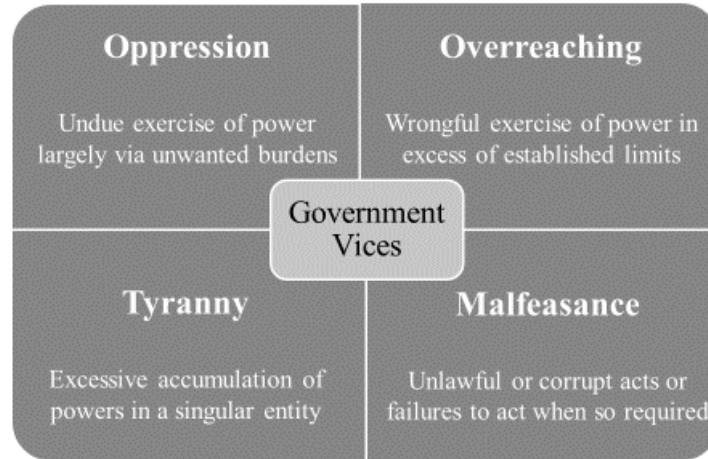 Oppression
Undue exercise of power
largely via unwanted burdens
Overreaching
Wrongful exercise of power in
excess of established limits
Government
Vices
Tyranny
Excessive accumulation of
powers in a singular entity
Malfeasance
Unlawful or corrupt acts or
failures to act when so required